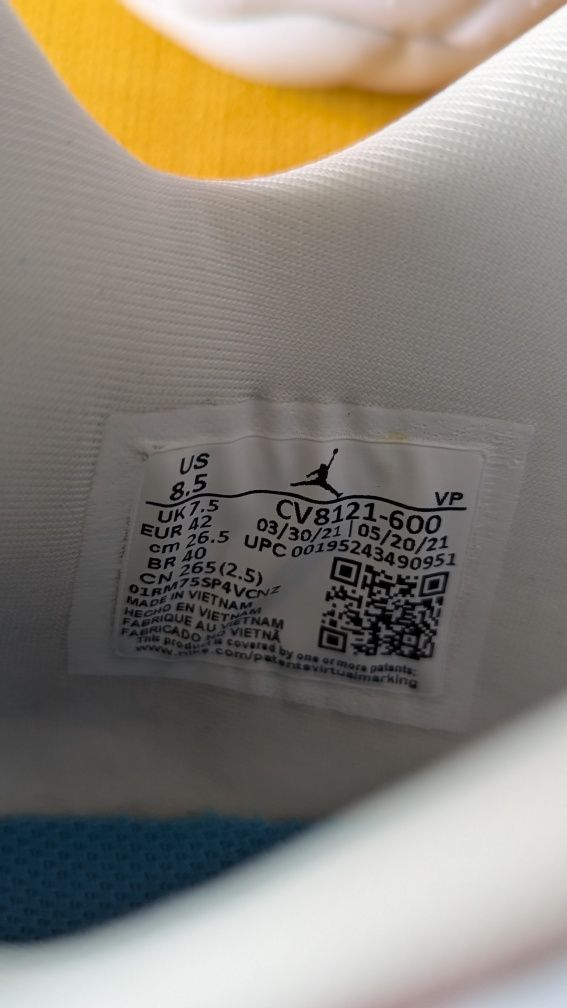 US
8.5
VP
UK 7.5
EUR 42
cm 26.5
BR 40
CN 265(2.5)
CV8121-600
03/30/21 | 05/20/21
UPC 00195243490951
01RM75SP4VCNZ
MADE IN VIETNAM
HECHO EN VIETNAM
FABRIQUE AU VIETNAM
FABRICADO NO VIETNÃ
This product is covered by one or more patents:
www.nike.com/patentsvirtualmarking